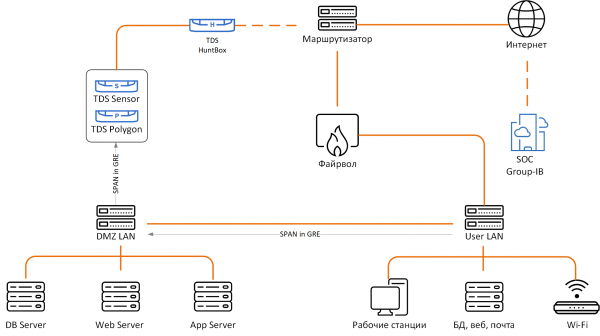 H
TDS
HuntBox
Маршрутизатор
Интернет
S
TDS Sensor
P
TDS Polygon
Файрвол
SOC
Group-IB
SPAN in GRE
DMZ LAN
SPAN in GRE
User LAN
DB Server
Web Server
App Server
Рабочие станции
БД, веб, почта
Wi-Fi